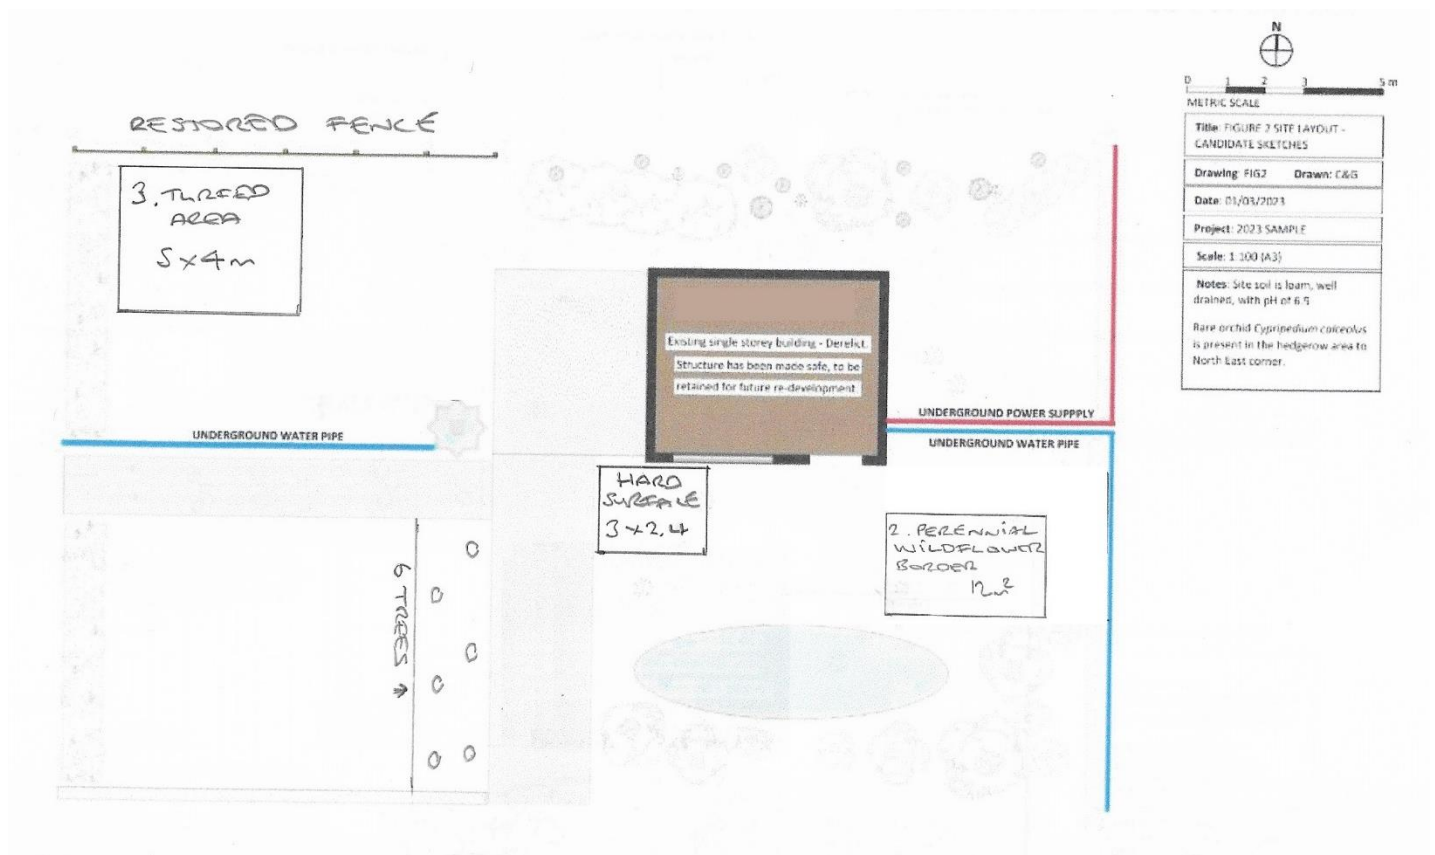 N
0 1 2 3 5 m
METRIC SCALE
Title: FIGURE 2 SITE LAYOUT -
CANDIDATE SKETCHES
Drawing: FIG2 Drawn: C&G
Date: 01/03/2023
Project: 2023 SAMPLE
Scale: 1:100 (A3)
Notes: Site soil is loam, well
drained, with pH of 6.5
Rare orchid Cypripedium calceolus
is present in the hedgerow area to
North East corner.
RESTORED FENCE
3. TURFED
AREA
5x4m
Existing single storey building - Derelict.
Structure has been made safe, to be
retained for future re-development.
UNDERGROUND POWER SUPPPLY
UNDERGROUND WATER PIPE
UNDERGROUND WATER PIPE
HARD
SURFACE
3x2.4
2. PERENNIAL
WILDFLOWER
BORDER
12m²
6 TREES